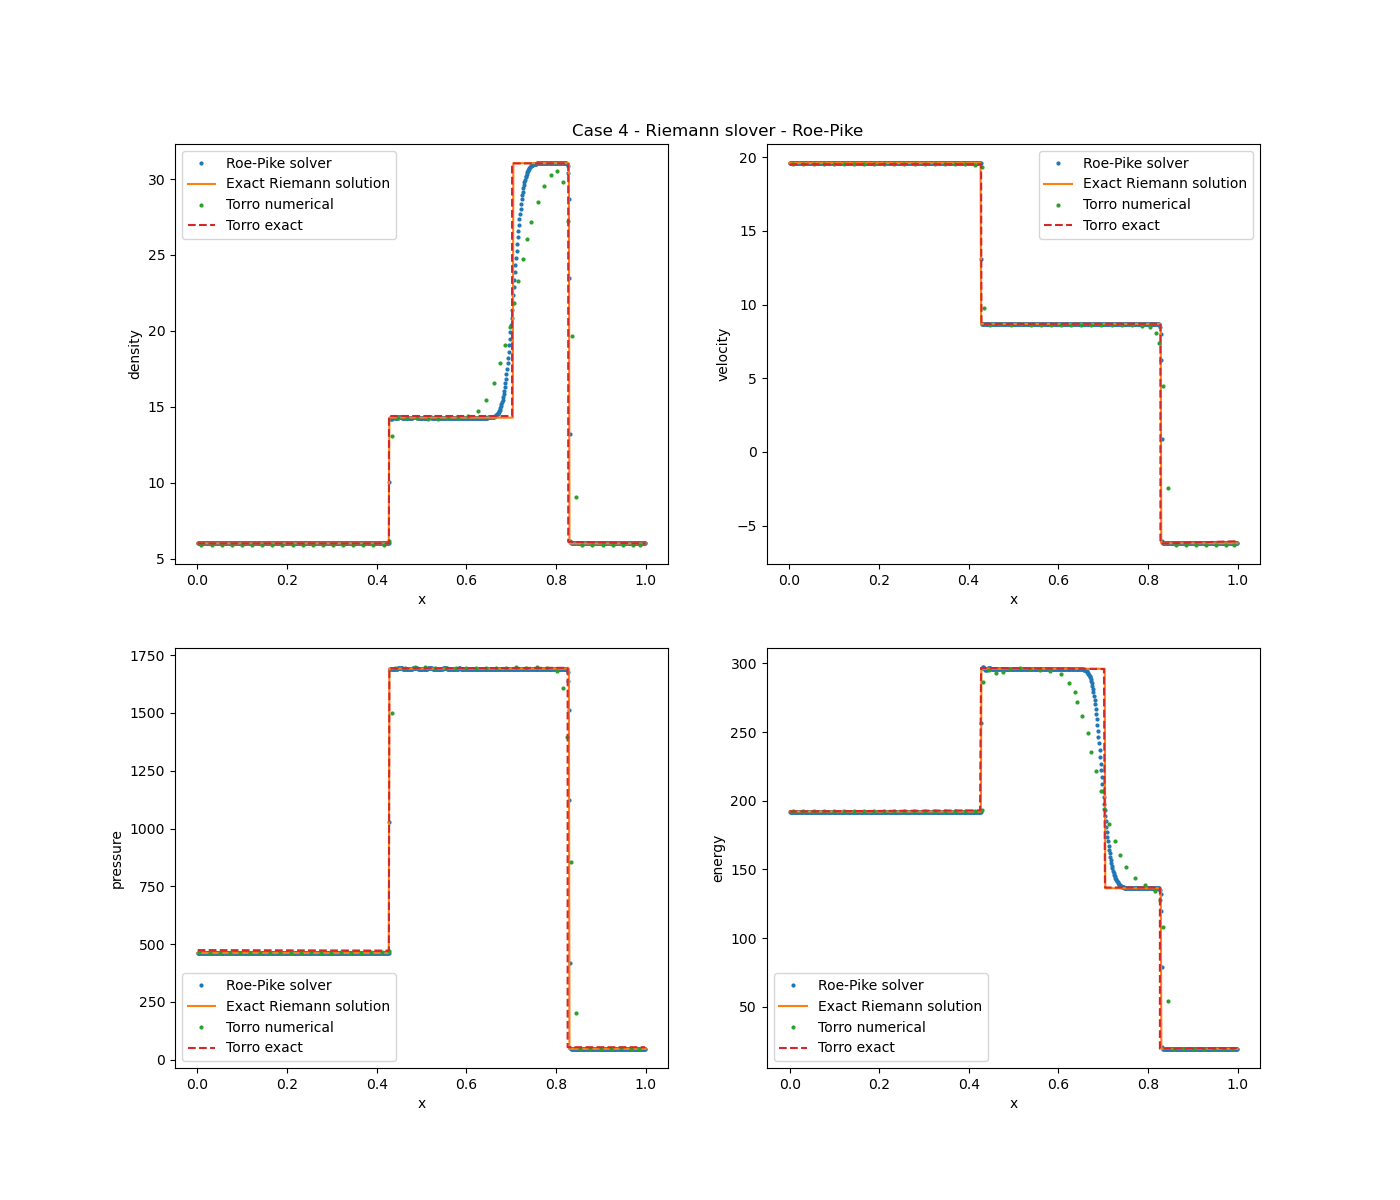 Case 4 - Riemann slover - Roe-Pike
Roe-Pike solver
Exact Riemann solution
Torro numerical
Torro exact
density
30
25
20
15
10
5
0.0 0.2 0.4 0.6 0.8 1.0
x
Roe-Pike solver
Exact Riemann solution
Torro numerical
Torro exact
velocity
20
15
10
5
0
−5
0.0 0.2 0.4 0.6 0.8 1.0
x
pressure
1750
1500
1250
1000
750
500
250
0
Roe-Pike solver
Exact Riemann solution
Torro numerical
Torro exact
0.0 0.2 0.4 0.6 0.8 1.0
x
energy
300
250
200
150
100
50
Roe-Pike solver
Exact Riemann solution
Torro numerical
Torro exact
0.0 0.2 0.4 0.6 0.8 1.0
x